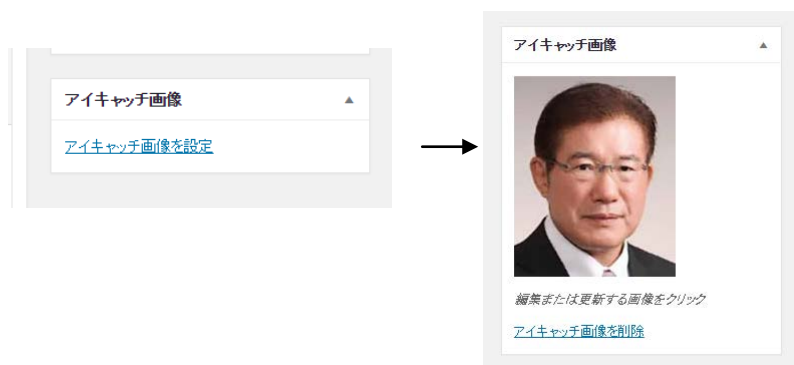 アイキャッチ画像
アイキャッチ画像を設定
アイキャッチ画像
編集または更新する画像をクリック
アイキャッチ画像を削除